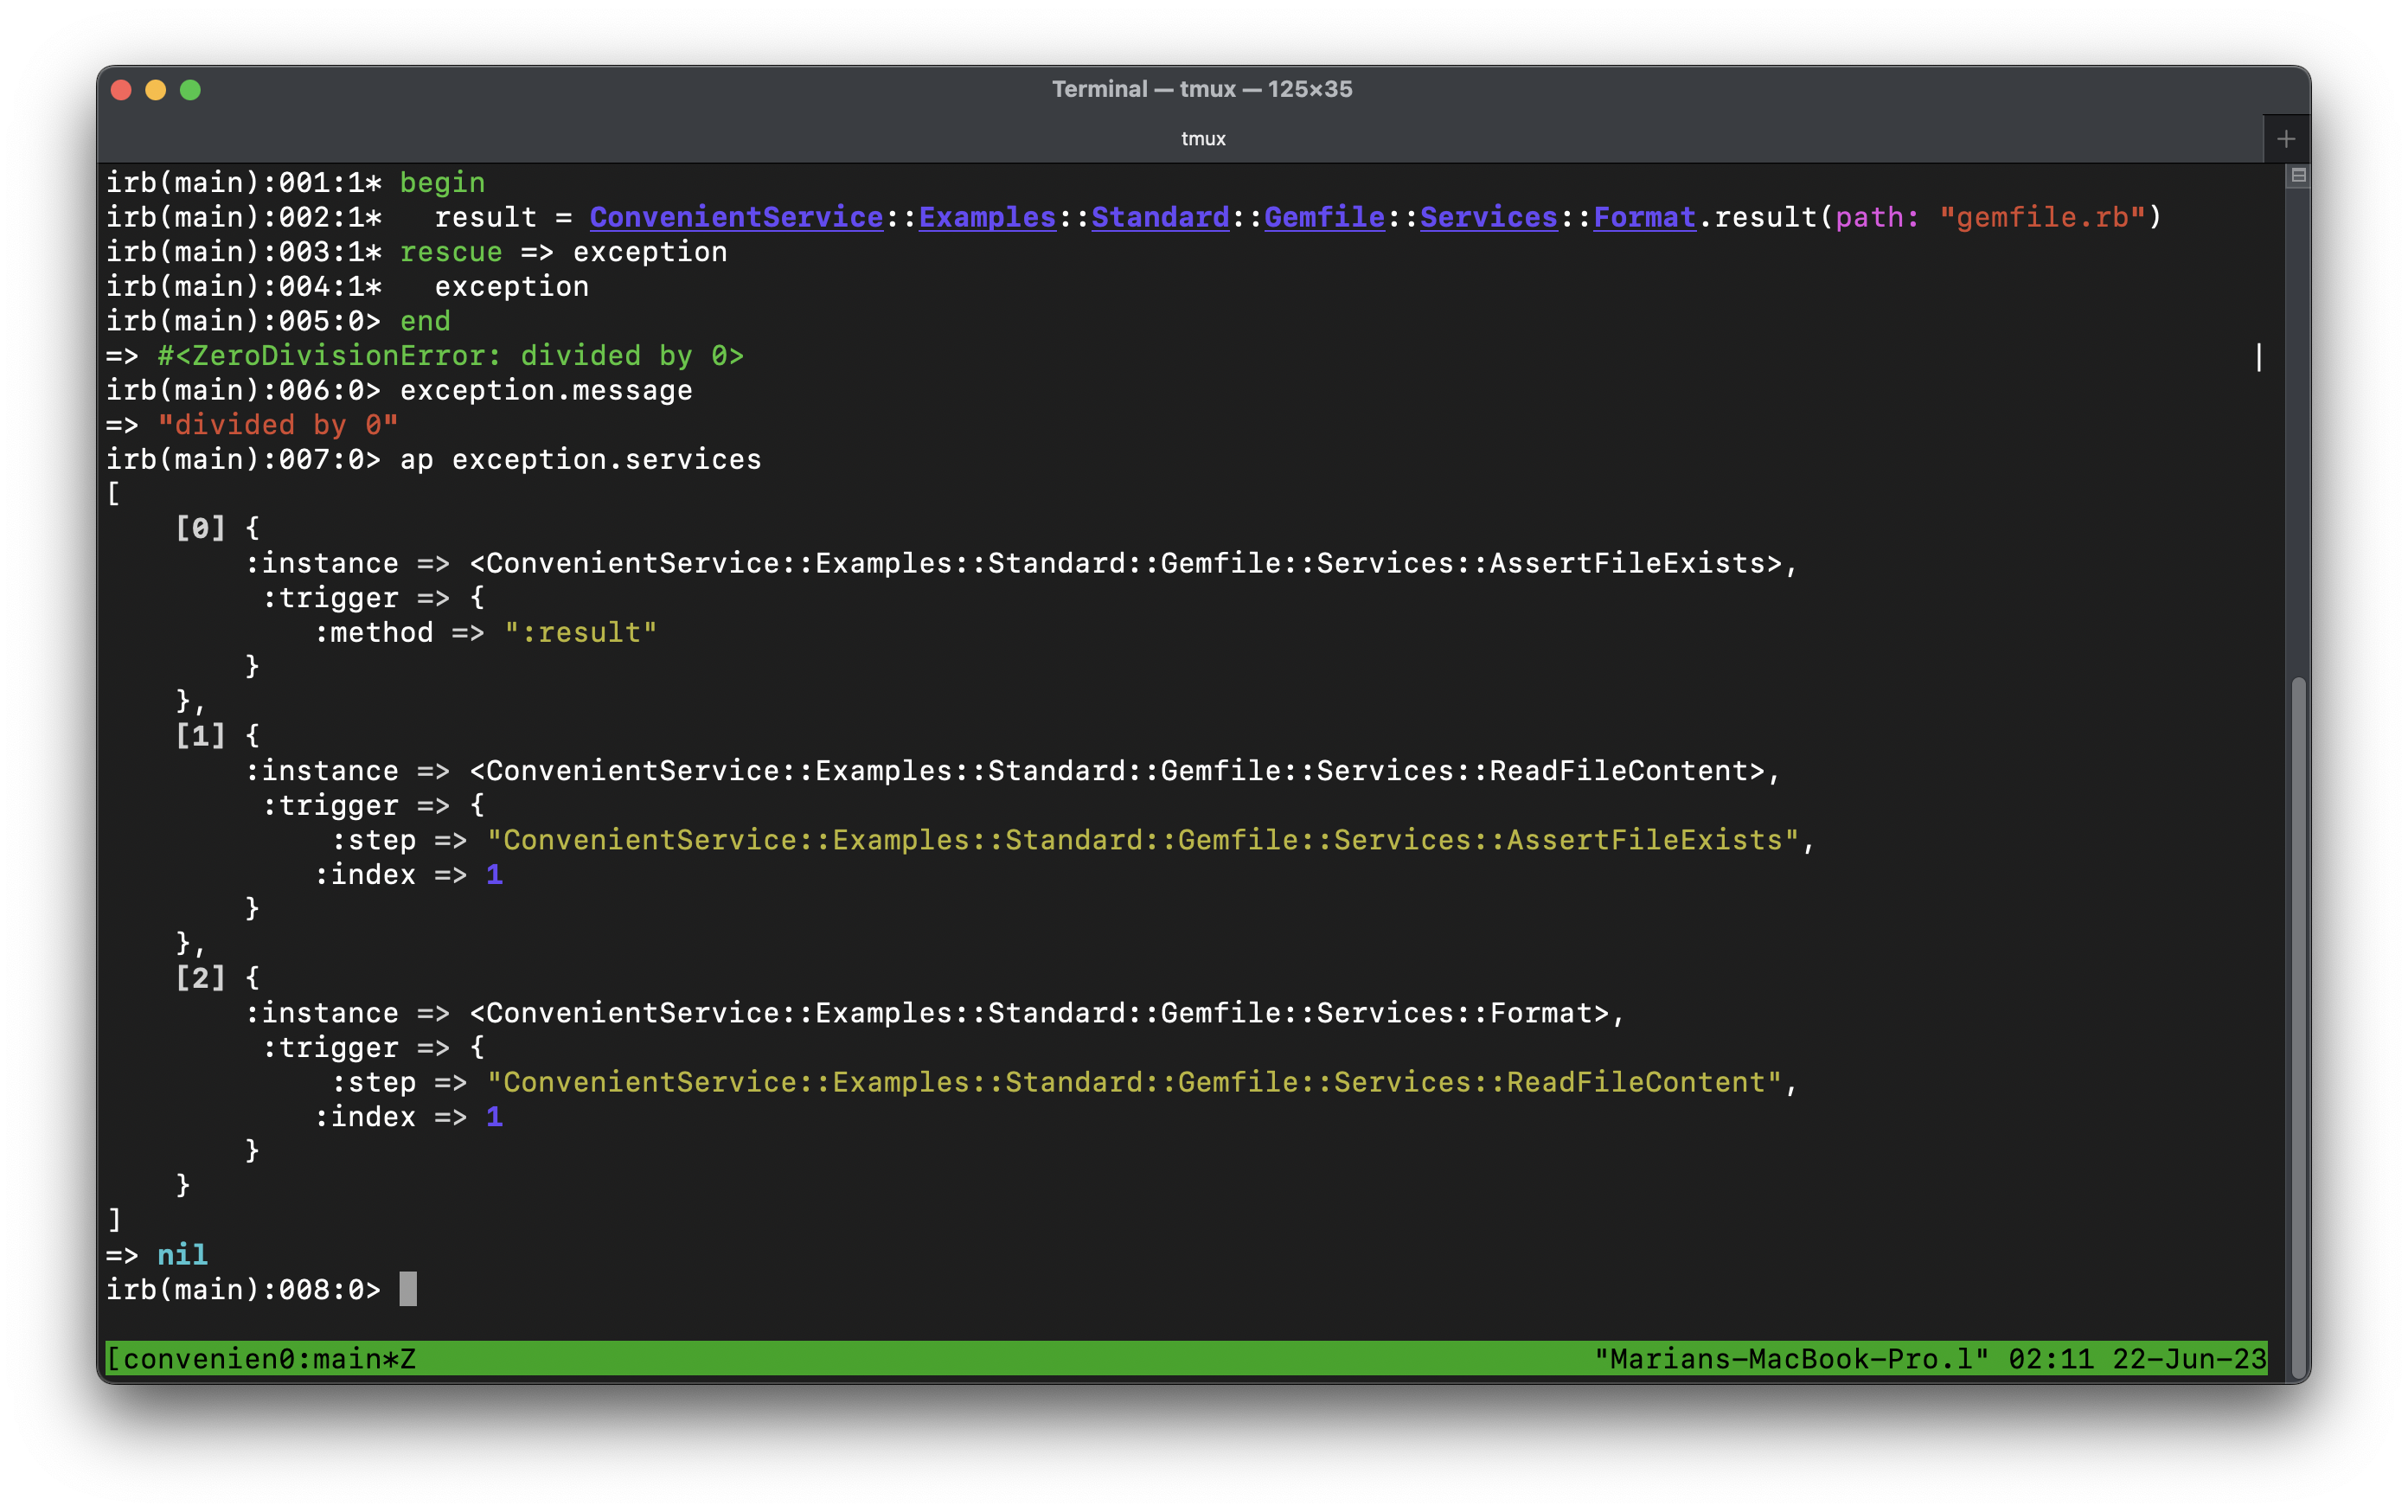 Terminal — tmux — 125×35
tmux
irb(main):001:1* begin
irb(main):002:1*   result = ConvenientService::Examples::Standard::Gemfile::Services::Format.result(path: "gemfile.rb")
irb(main):003:1* rescue => exception
irb(main):004:1*   exception
irb(main):005:0> end
=> #<ZeroDivisionError: divided by 0>
irb(main):006:0> exception.message
=> "divided by 0"
irb(main):007:0> ap exception.services
[
    [0] {
        :instance => <ConvenientService::Examples::Standard::Gemfile::Services::AssertFileExists>,
         :trigger => {
            :method => ":result"
        }
    },
    [1] {
        :instance => <ConvenientService::Examples::Standard::Gemfile::Services::ReadFileContent>,
         :trigger => {
             :step => "ConvenientService::Examples::Standard::Gemfile::Services::AssertFileExists",
            :index => 1
        }
    },
    [2] {
        :instance => <ConvenientService::Examples::Standard::Gemfile::Services::Format>,
         :trigger => {
             :step => "ConvenientService::Examples::Standard::Gemfile::Services::ReadFileContent",
            :index => 1
        }
    }
]
=> nil
irb(main):008:0>
[convenien0:main*Z "Marians-MacBook-Pro.l" 02:11 22-Jun-23